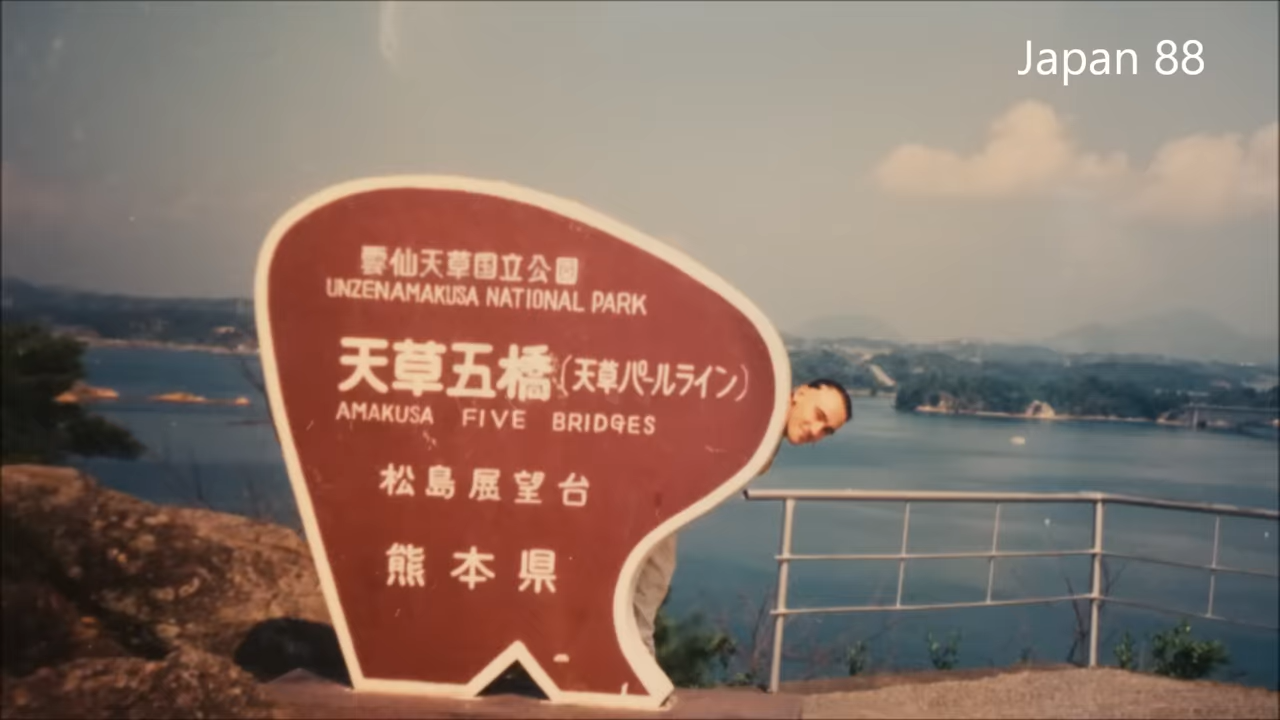 Japan 88
雲仙天草国立公園
UNZENAMAKUSA NATIONAL PARK
天草五橋(天草パールライン)
AMAKUSA FIVE BRIDGES
松島展望台
熊本県